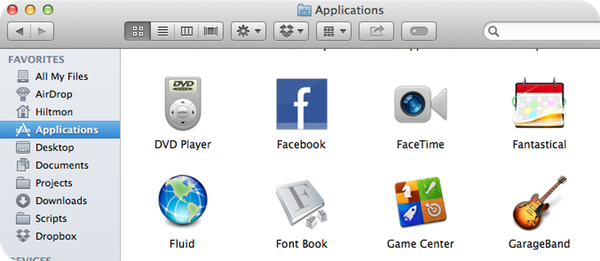 Applications
FAVORITES
All My Files
AirDrop
Hiltmon
Applications
Desktop
Documents
Projects
Downloads
Scripts
Dropbox
DVD
DVD Player
Facebook
FaceTime
Fantastical
Fluid
Font Book
Game Center
GarageBand